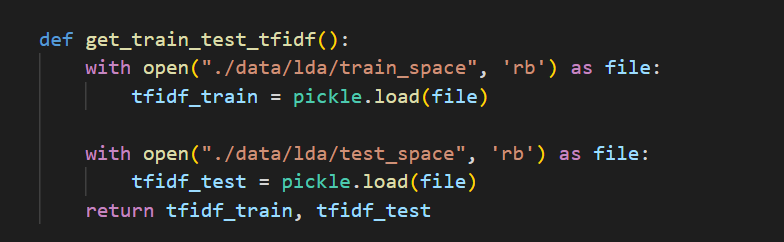 def get_train_test_tfidf():
    with open("./data/lda/train_space", 'rb') as file:
        tfidf_train = pickle.load(file)
    with open("./data/lda/test_space", 'rb') as file:
        tfidf_test = pickle.load(file)
    return tfidf_train, tfidf_test